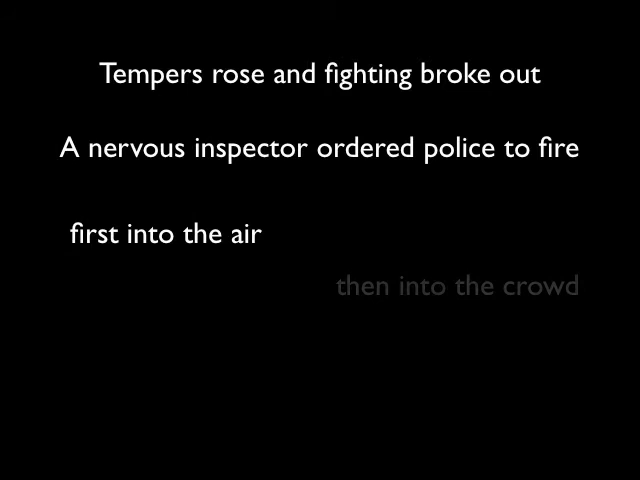 Tempers rose and fighting broke out
A nervous inspector ordered police to fire
first into the air
then into the crowd